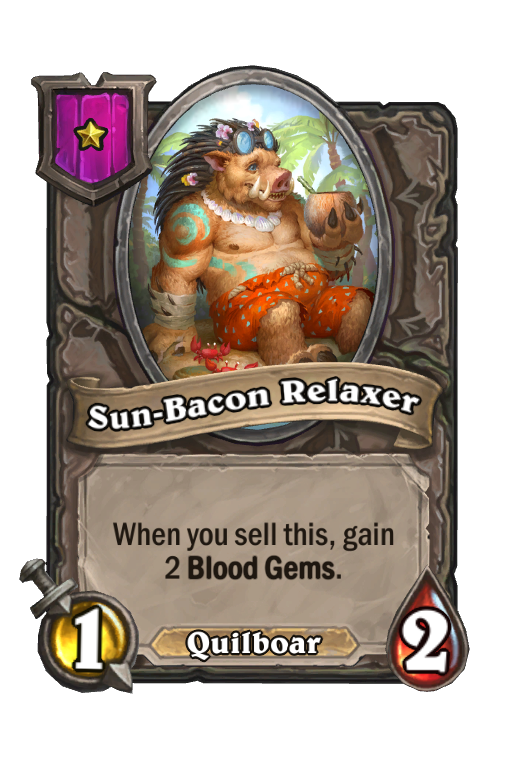 Sun-Bacon Relaxer
When you sell this, gain
2 Blood Gems.
1
Quilboar
2